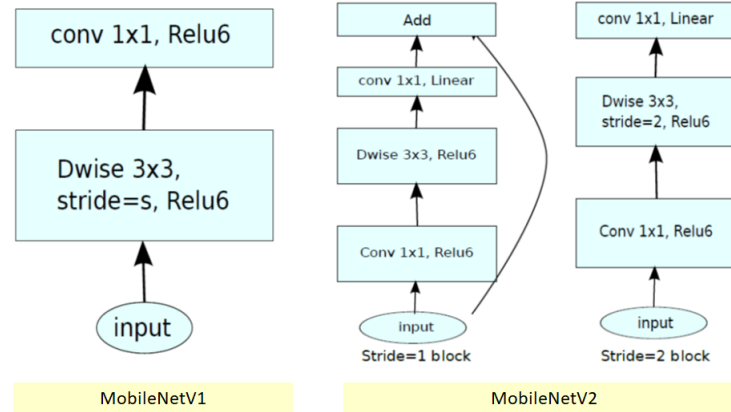 conv 1x1, Relu6
Dwise 3x3,
stride=s, Relu6
input
MobileNetV1
Add
conv 1x1, Linear
Dwise 3x3, Relu6
Conv 1x1, Relu6
input
Stride=1 block
conv 1x1, Linear
Dwise 3x3,
stride=2, Relu6
Conv 1x1, Relu6
input
Stride=2 block
MobileNetV2